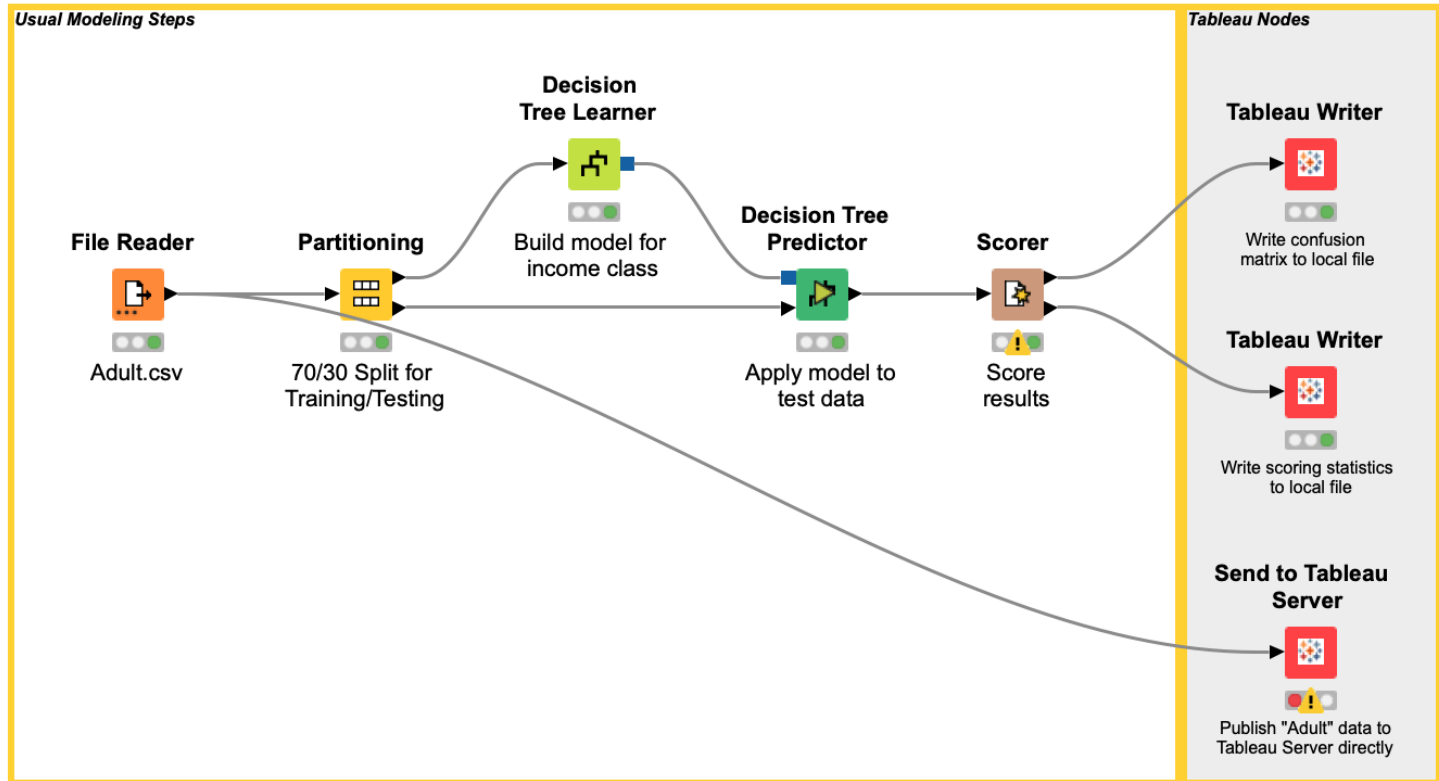 Usual Modeling Steps
Tableau Nodes
Decision
Tree Learner
Build model for
income class
File Reader
Adult.csv
Partitioning
70/30 Split for
Training/Testing
Decision Tree
Predictor
Apply model to
test data
Scorer
Score
results
Tableau Writer
Write confusion
matrix to local file
Tableau Writer
Write scoring statistics
to local file
Send to Tableau
Server
Publish "Adult" data to
Tableau Server directly